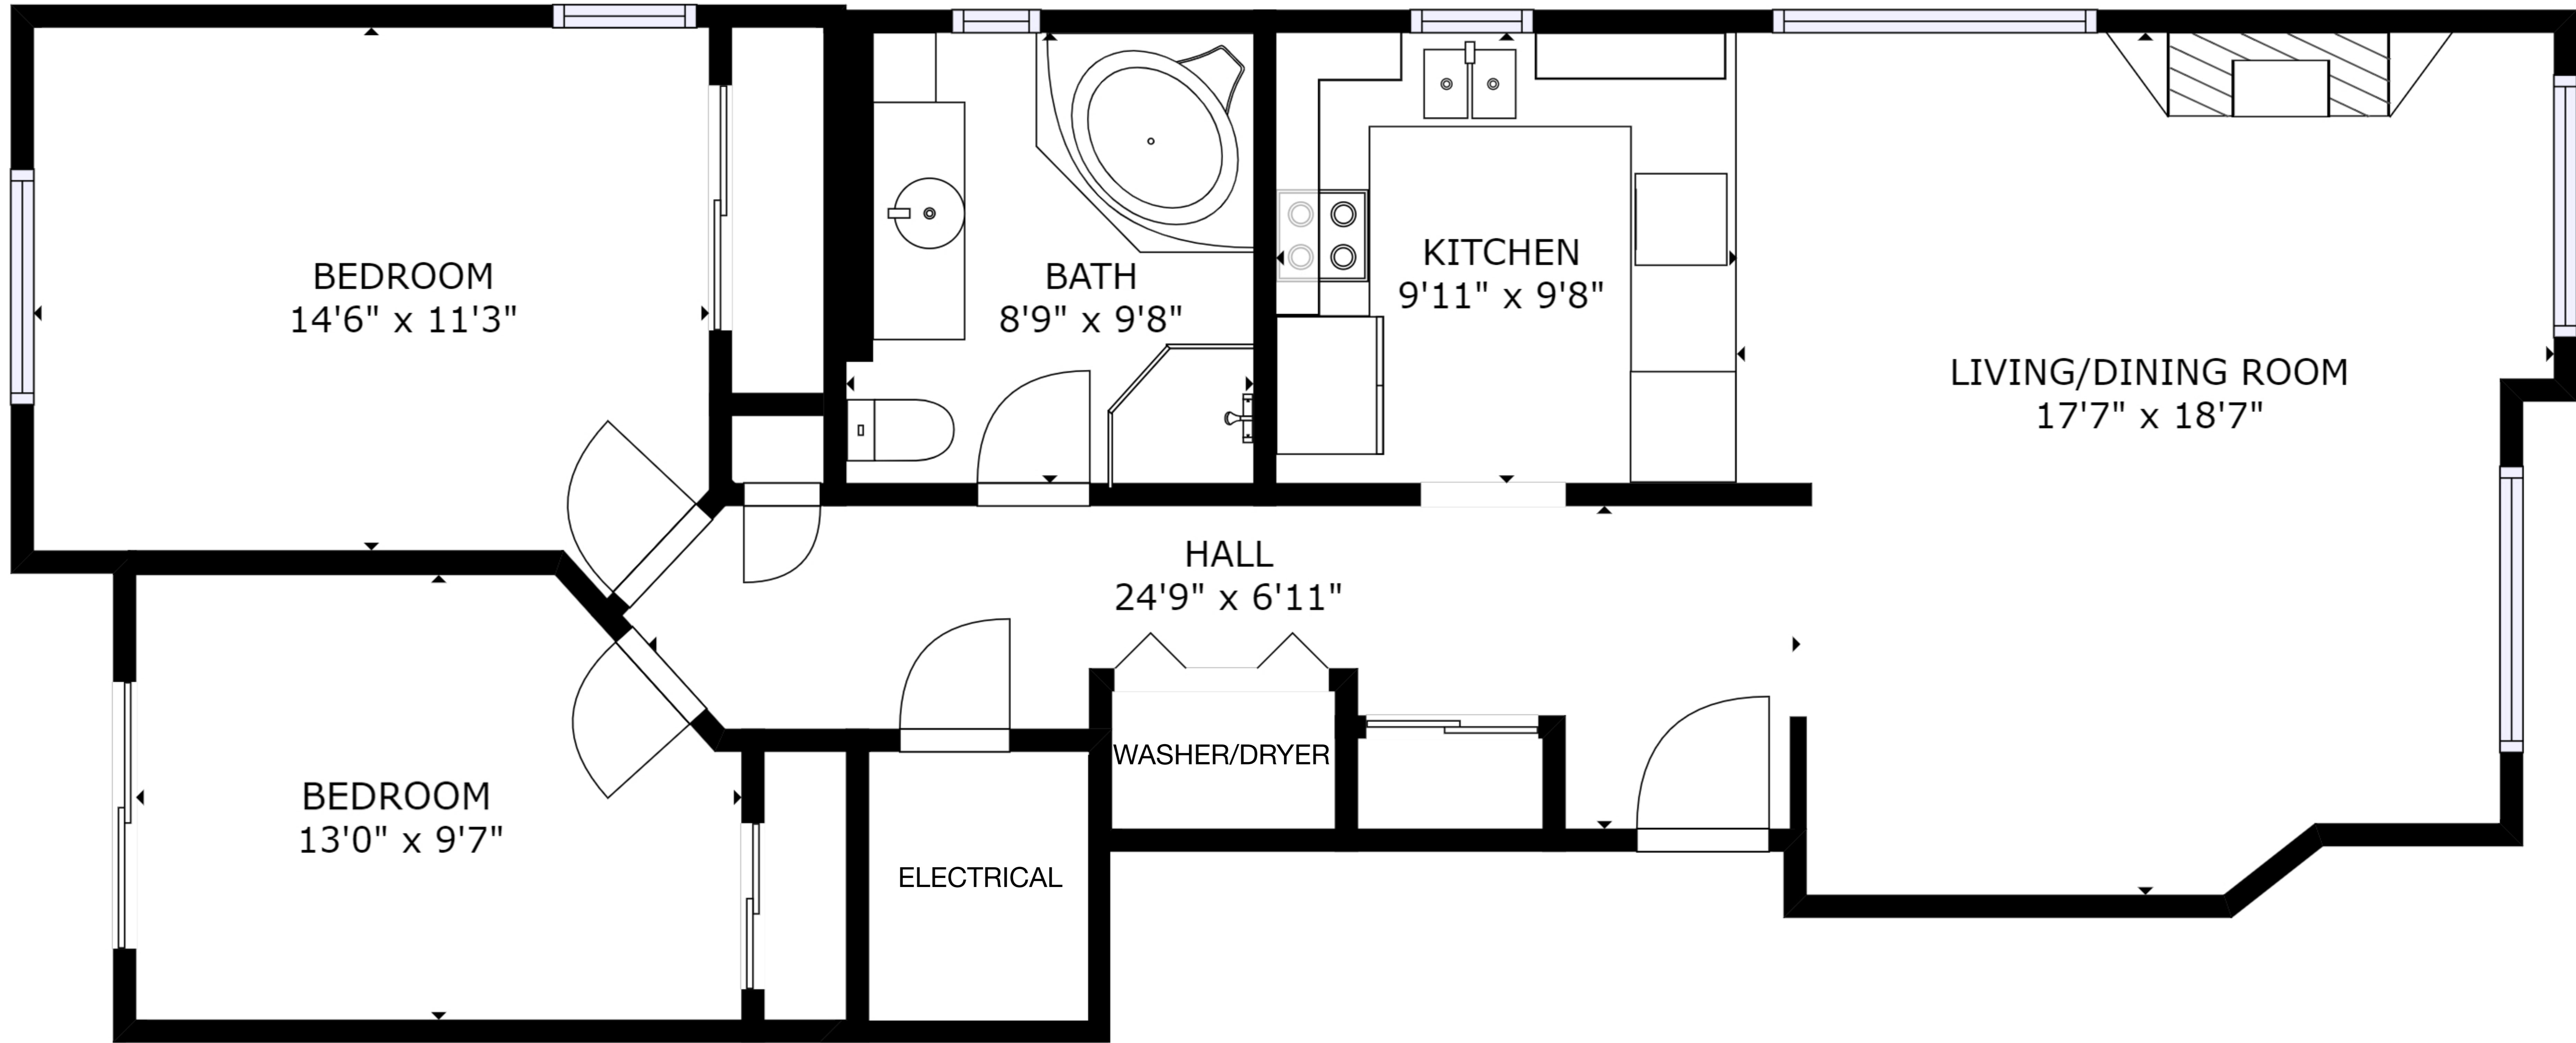 BEDROOM
14'6" x 11'3"
BATH
8'9" x 9'8"
KITCHEN
9'11" x 9'8"
LIVING/DINING ROOM
17'7" x 18'7"
HALL
24'9" x 6'11"
WASHER/DRYER
BEDROOM
13'0" x 9'7"
ELECTRICAL